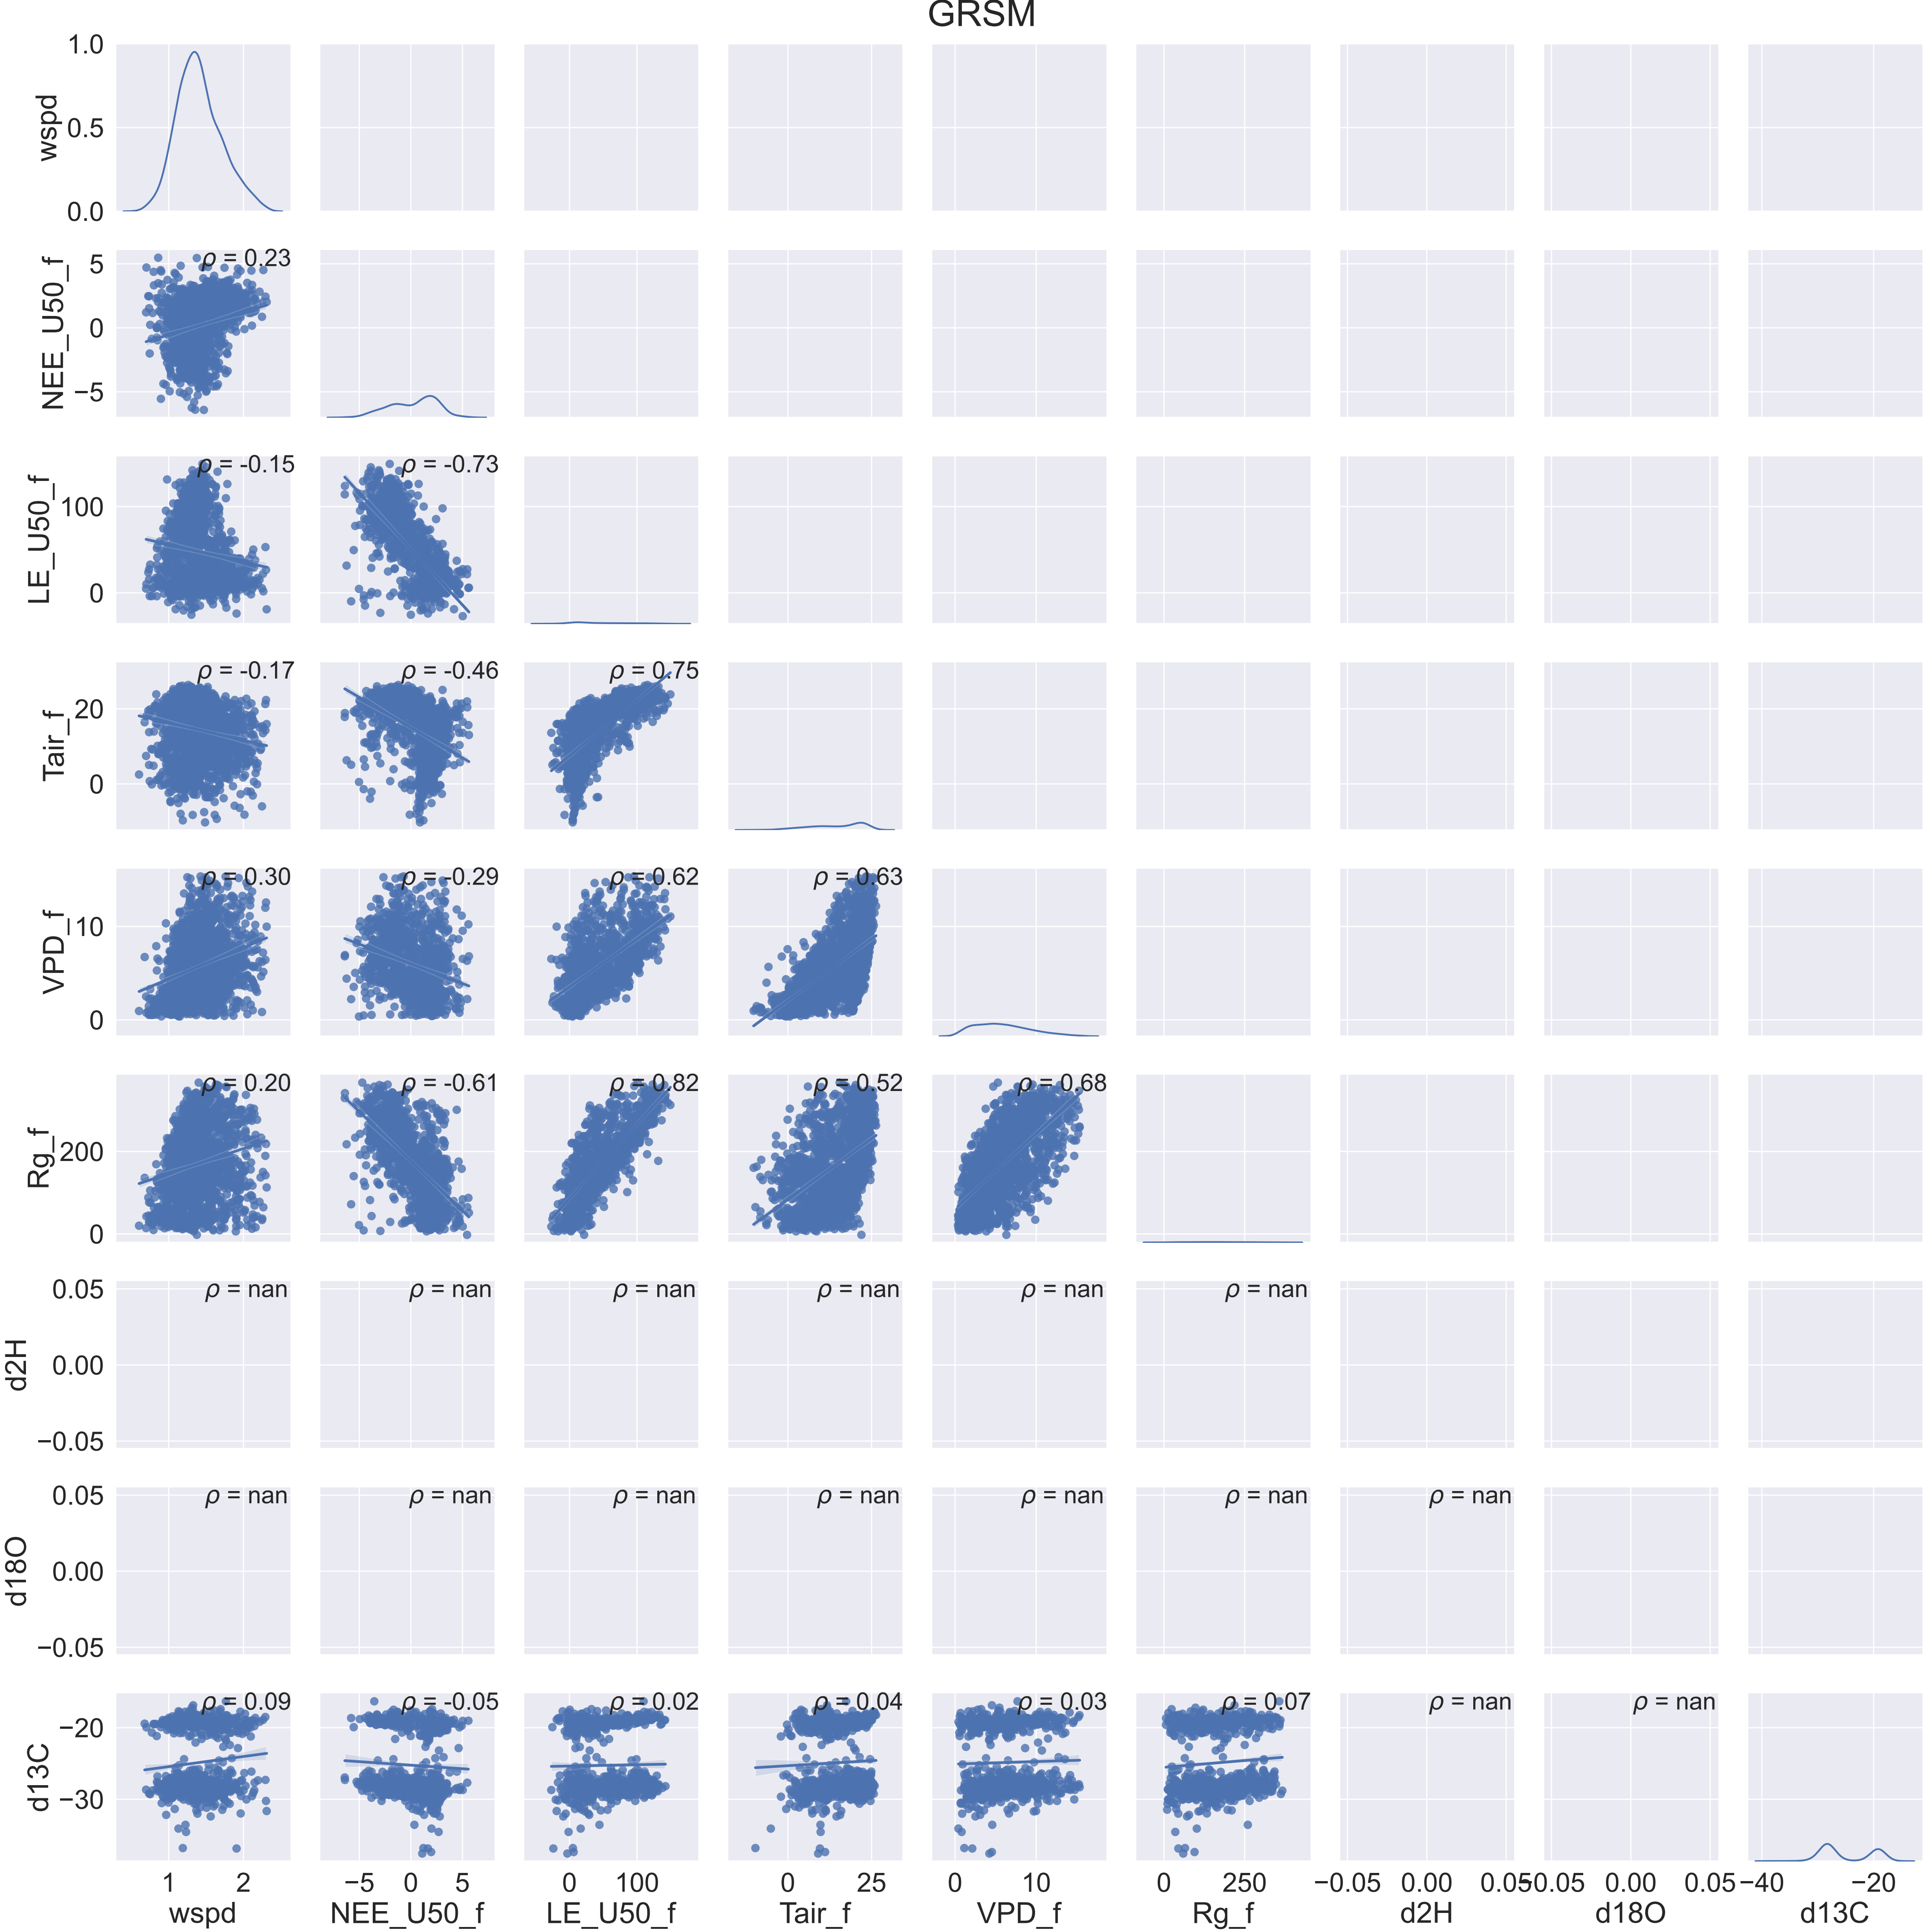 GRSM
1.0
0.5
0.0
wspd
ρ = 0.23
5
0
−5
NEE_U50_f
ρ = -0.15
ρ = -0.73
100
0
LE_U50_f
ρ = -0.17
ρ = -0.46
ρ = 0.75
20
0
Tair_f
ρ = 0.30
ρ = -0.29
ρ = 0.62
ρ = 0.63
10
0
VPD_f
ρ = 0.20
ρ = -0.61
ρ = 0.82
ρ = 0.52
ρ = 0.68
200
0
Rg_f
ρ = nan
ρ = nan
ρ = nan
ρ = nan
ρ = nan
ρ = nan
0.05
0.00
−0.05
d2H
ρ = nan
ρ = nan
ρ = nan
ρ = nan
ρ = nan
ρ = nan
ρ = nan
0.05
0.00
−0.05
d18O
ρ = 0.09
ρ = -0.05
ρ = 0.02
ρ = 0.04
ρ = 0.03
ρ = 0.07
ρ = nan
ρ = nan
−20
−30
d13C
1 2
−5 0 5
0 100
0 25
0 10
0 250
−0.05 0.00 0.05
−0.05 0.00 0.05
−40 −20
wspd
NEE_U50_f
LE_U50_f
Tair_f
VPD_f
Rg_f
d2H
d18O
d13C